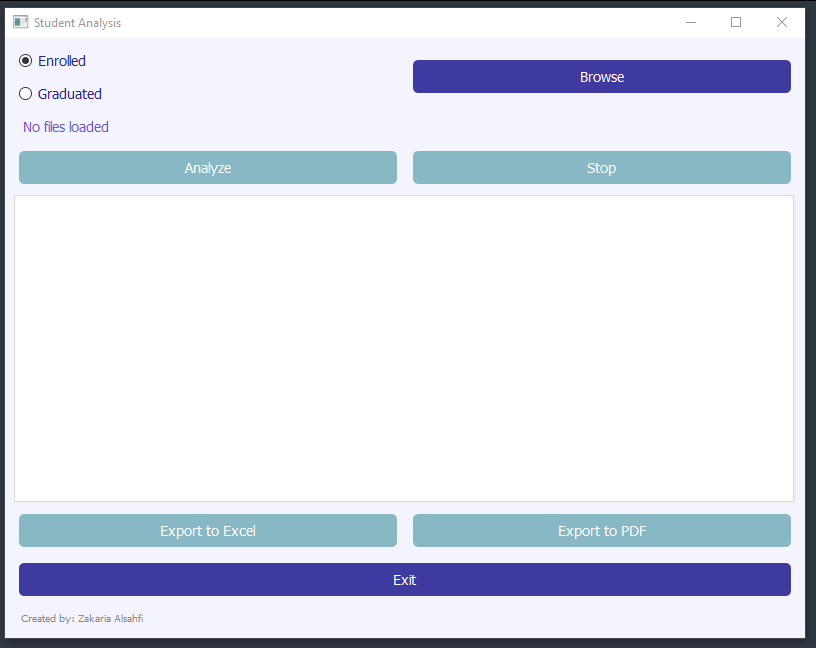 Student Analysis
Enrolled
Browse
Graduated
No files loaded
Analyze
Stop
Export to Excel
Export to PDF
Exit
Created by: Zakaria Alsahfi